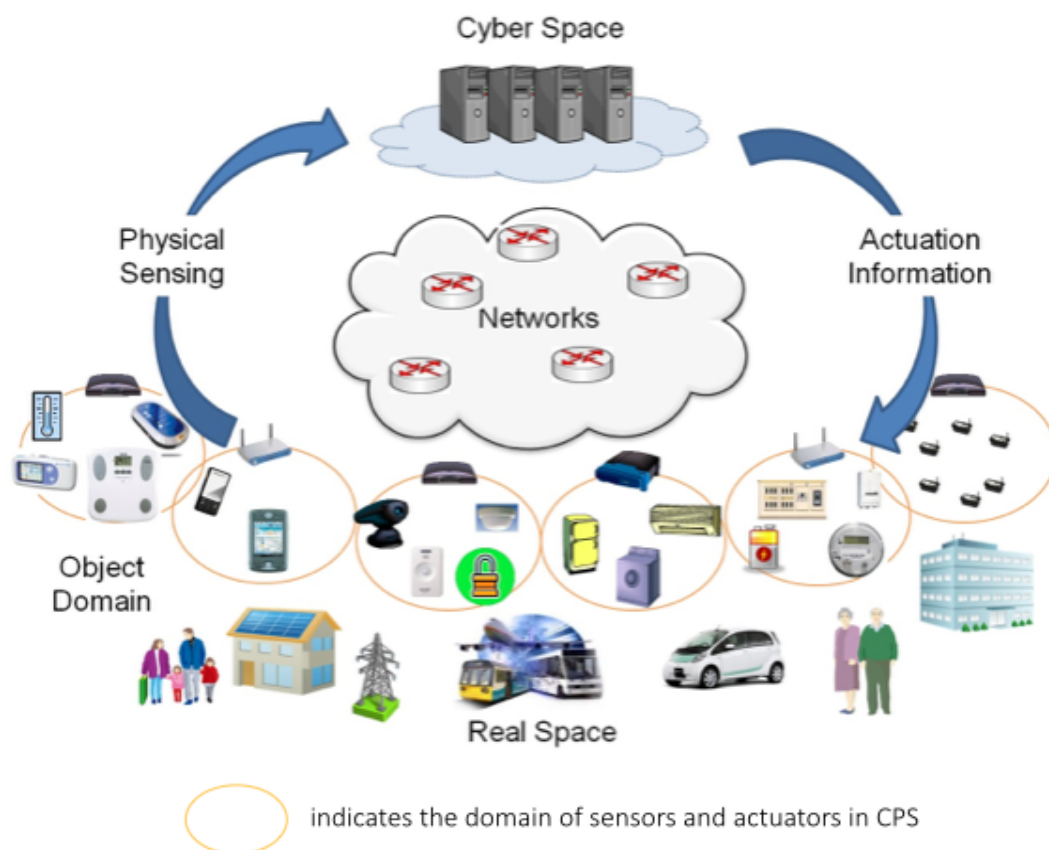 Cyber Space
Physical
Sensing
Actuation
Information
Networks
Object
Domain
Real Space
indicates the domain of sensors and actuators in CPS